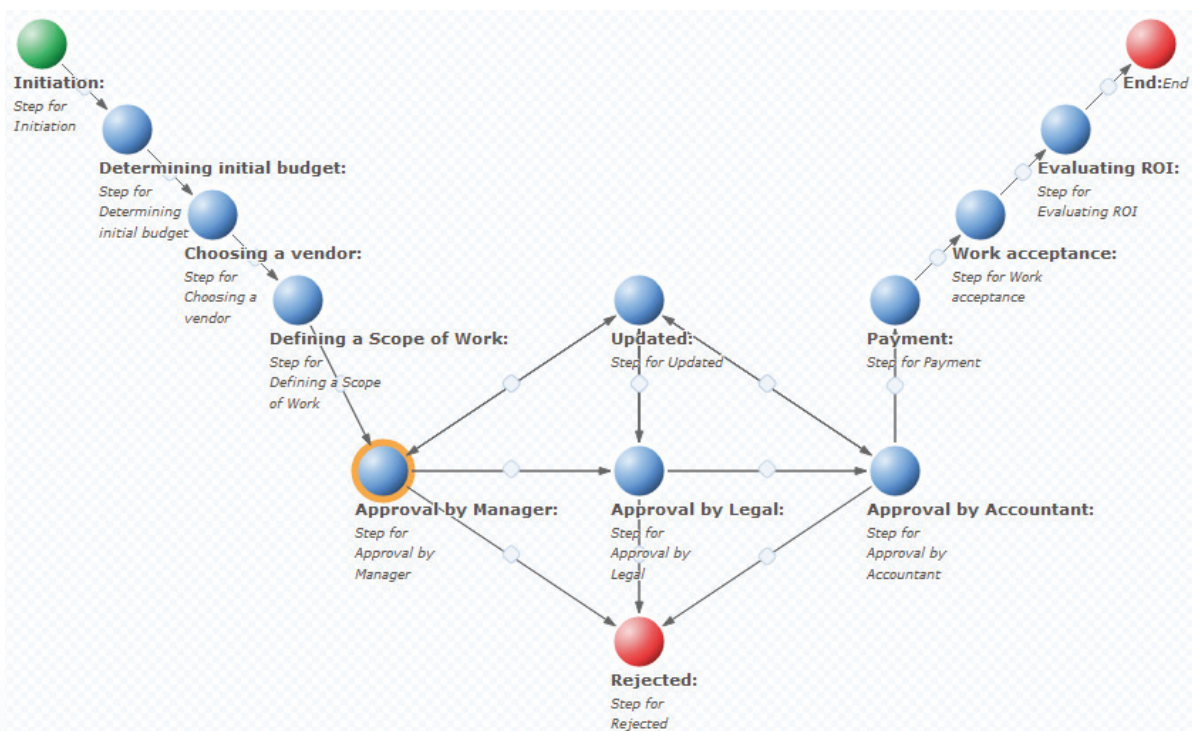 Initiation:
Step for
Initiation
End:End
Determining initial budget:
Step for
Determining
initial budget
Evaluating ROI:
Step for
Evaluating ROI
Choosing a vendor:
Step for
Choosing a
vendor
Work acceptance:
Step for Work
acceptance
Defining a Scope of Work:
Step for
Defining a Scope
of Work
Updated:
Step for Updated
Payment:
Step for Payment
Approval by Manager:
Step for
Approval by
Manager
Approval by Legal:
Step for
Approval by
Legal
Approval by Accountant:
Step for
Approval by
Accountant
Rejected:
Step for
Rejected